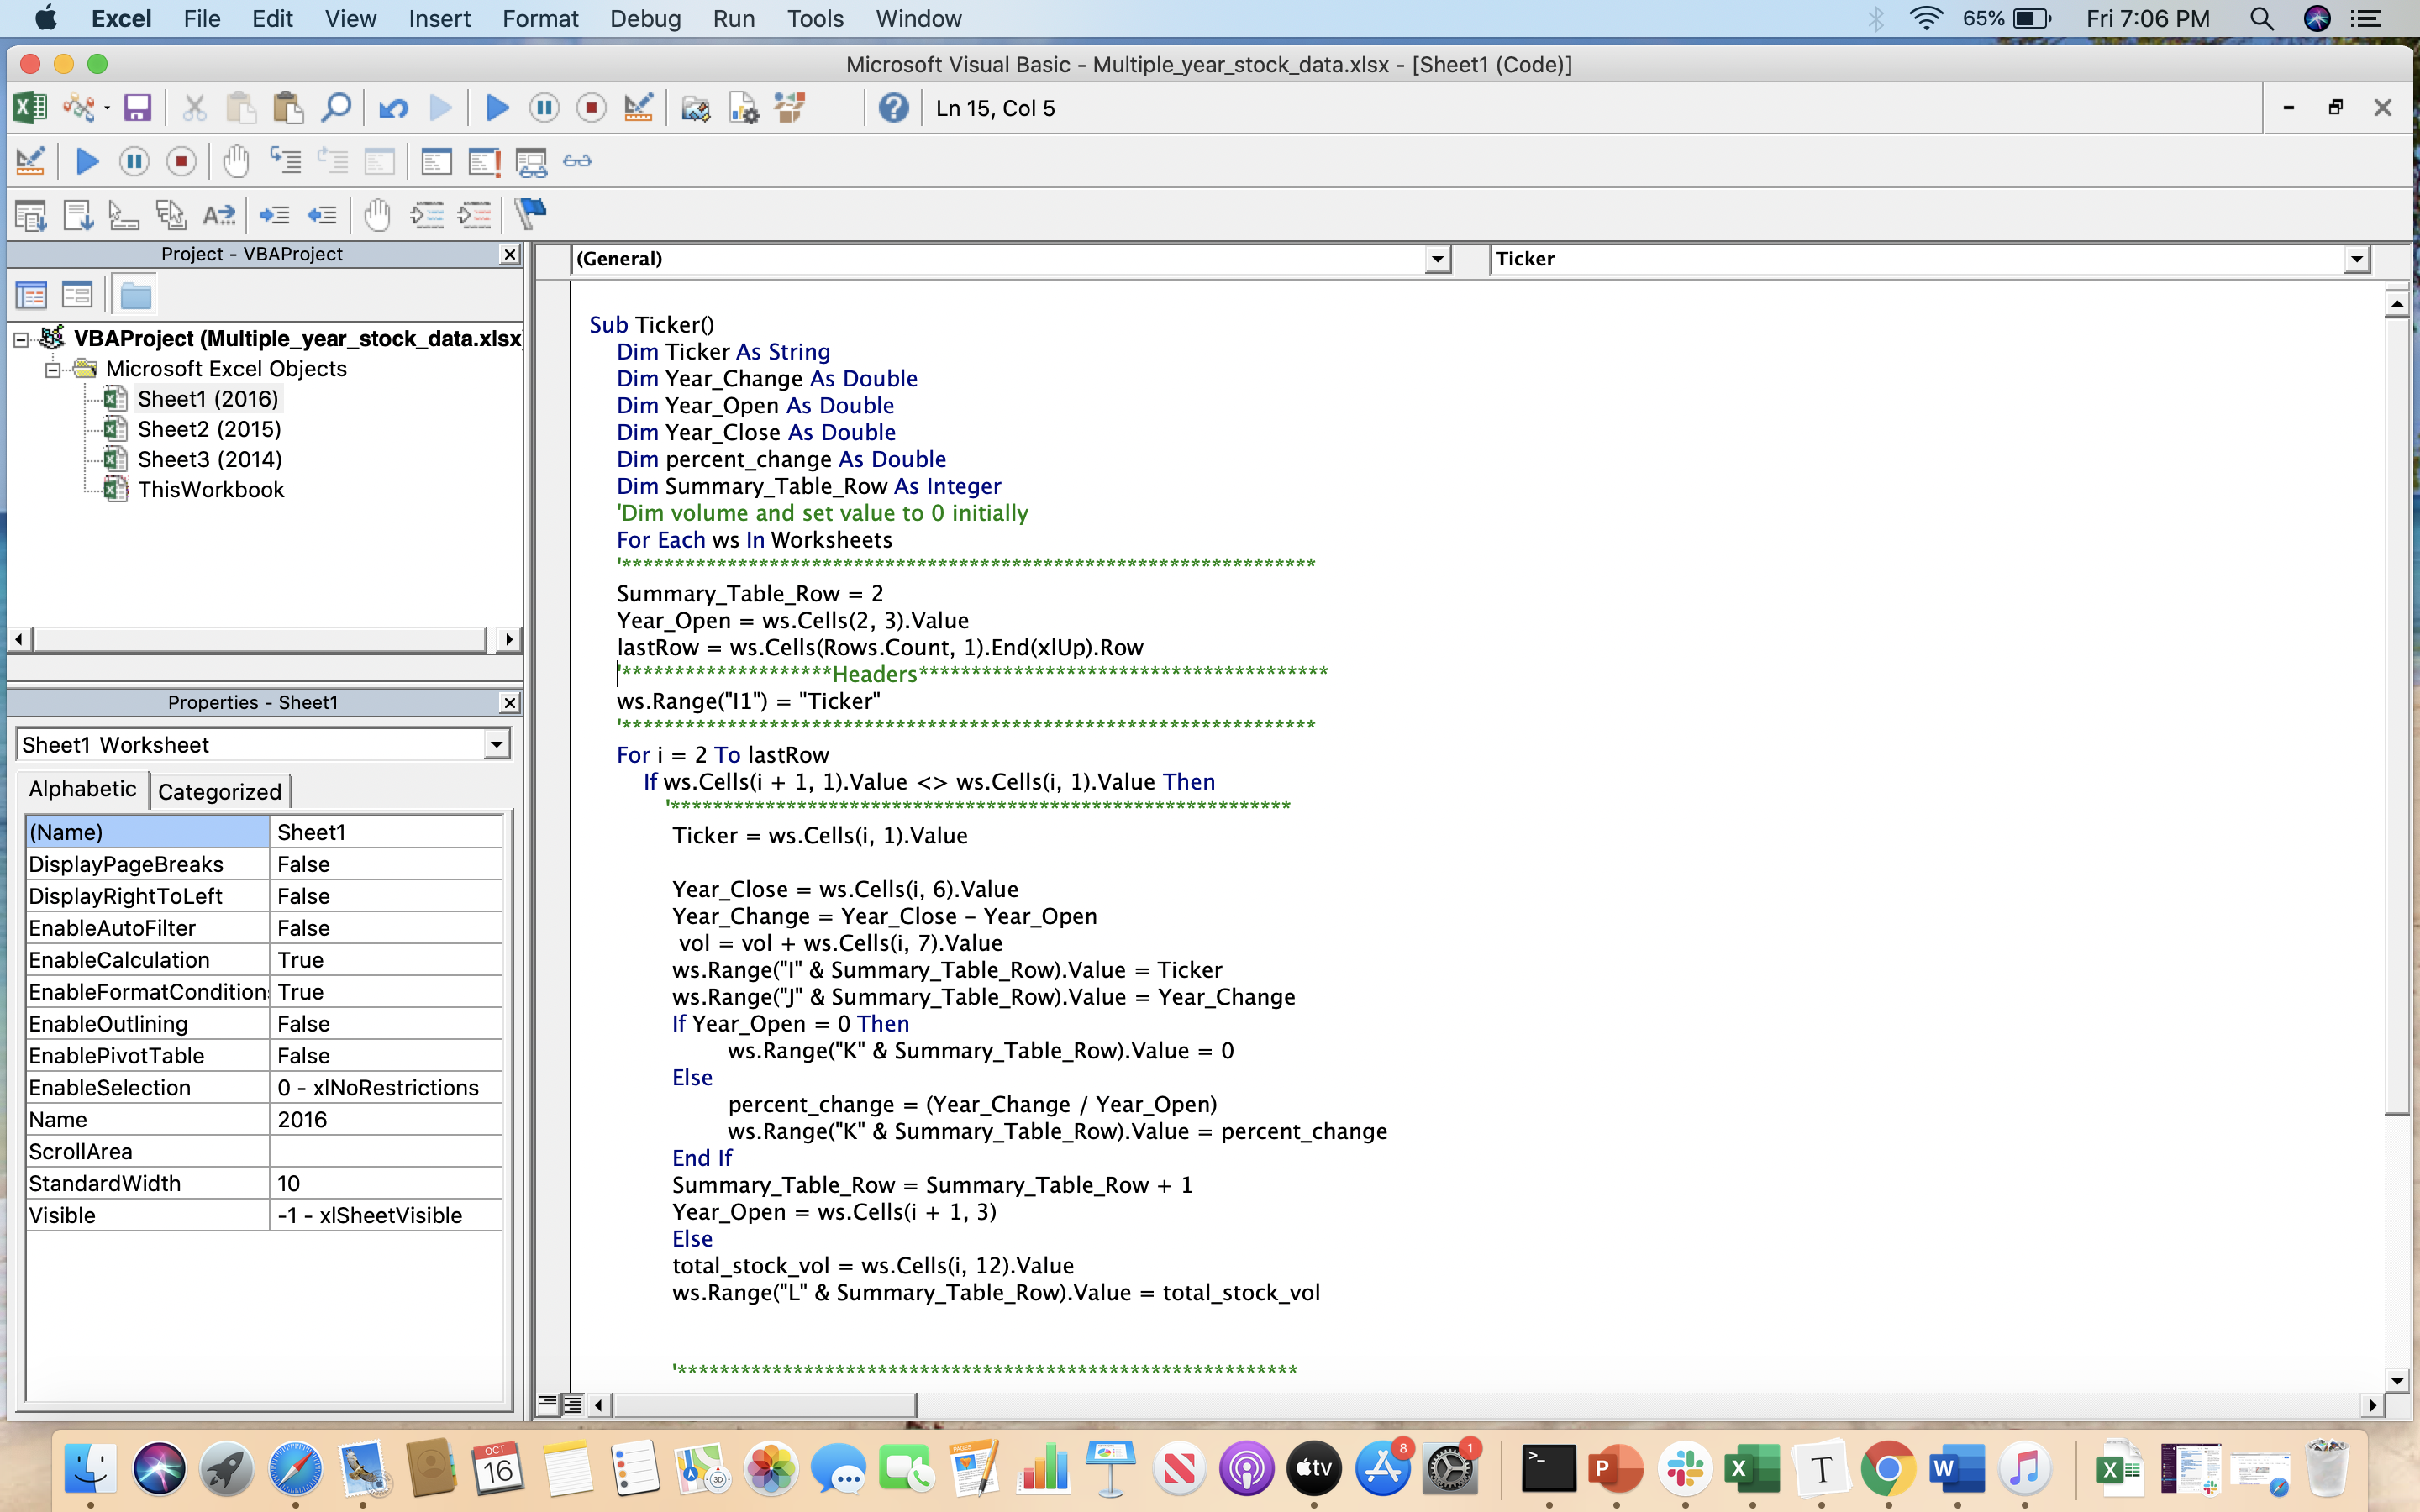 Excel File Edit View Insert Format Debug Run Tools Window 65% Fri 7:06 PM
Microsoft Visual Basic - Multiple_year_stock_data.xlsx - [Sheet1 (Code)]
Ln 15, Col 5
Project - VBAProject
VBAProject (Multiple_year_stock_data.xlsx
Microsoft Excel Objects
Sheet1 (2016)
Sheet2 (2015)
Sheet3 (2014)
ThisWorkbook
Properties - Sheet1
Sheet1 Worksheet
Alphabetic Categorized
(Name) Sheet1
DisplayPageBreaks False
DisplayRightToLeft False
EnableAutoFilter False
EnableCalculation True
EnableFormatCondition: True
EnableOutlining False
EnablePivotTable False
EnableSelection 0 - xlNoRestrictions
Name 2016
ScrollArea
StandardWidth 10
Visible -1 - xlSheetVisible
(General) Ticker
Sub Ticker()
Dim Ticker As String
Dim Year_Change As Double
Dim Year_Open As Double
Dim Year_Close As Double
Dim percent_change As Double
Dim Summary_Table_Row As Integer
'Dim volume and set value to 0 initially
For Each ws In Worksheets
'******************************************************************
Summary_Table_Row = 2
Year_Open = ws.Cells(2, 3).Value
lastRow = ws.Cells(Rows.Count, 1).End(xlUp).Row
'********************Headers***************************************
ws.Range("I1") = "Ticker"
'******************************************************************
For i = 2 To lastRow
If ws.Cells(i + 1, 1).Value <> ws.Cells(i, 1).Value Then
'***********************************************************
Ticker = ws.Cells(i, 1).Value
Year_Close = ws.Cells(i, 6).Value
Year_Change = Year_Close - Year_Open
vol = vol + ws.Cells(i, 7).Value
ws.Range("I" & Summary_Table_Row).Value = Ticker
ws.Range("J" & Summary_Table_Row).Value = Year_Change
If Year_Open = 0 Then
ws.Range("K" & Summary_Table_Row).Value = 0
Else
percent_change = (Year_Change / Year_Open)
ws.Range("K" & Summary_Table_Row).Value = percent_change
End If
Summary_Table_Row = Summary_Table_Row + 1
Year_Open = ws.Cells(i + 1, 3)
Else
total_stock_vol = ws.Cells(i, 12).Value
ws.Range("L" & Summary_Table_Row).Value = total_stock_vol
'***********************************************************
OCT
16
PAGES
3D
tv
8
1
>_
P
X
T
W
X